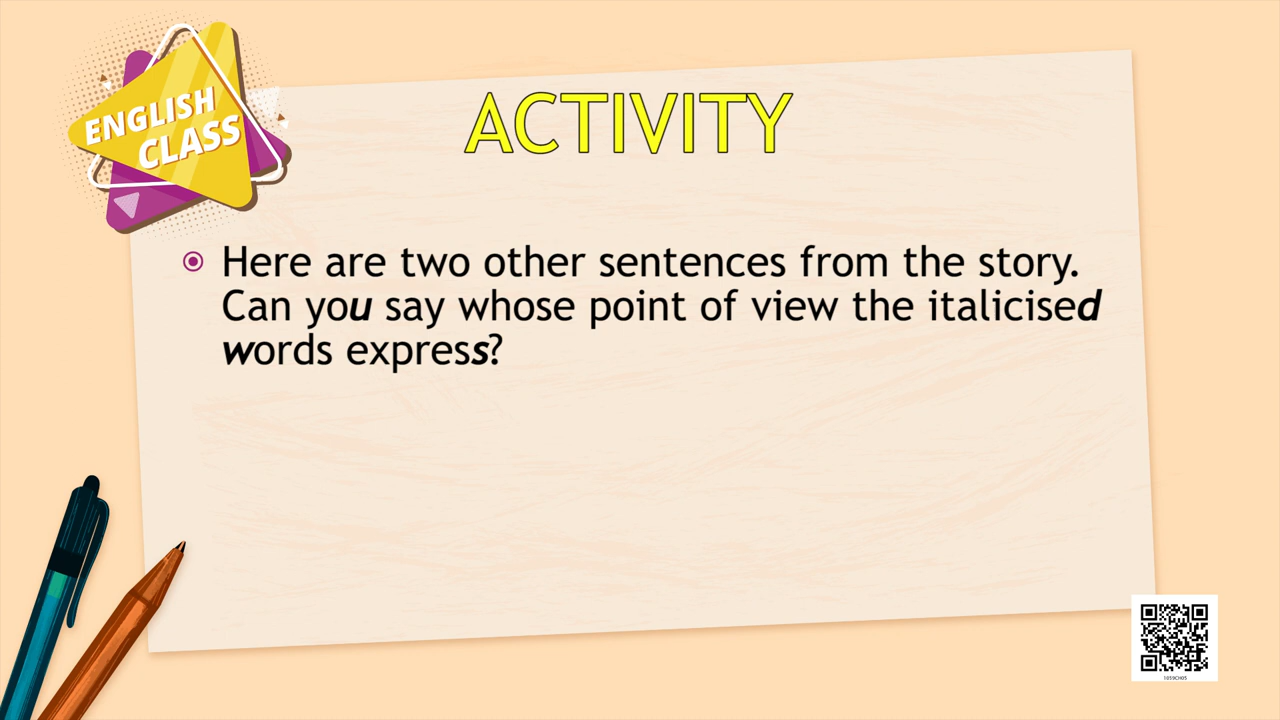 ENGLISH
CLASS
ACTIVITY
Here are two other sentences from the story.
Can you say whose point of view the italicised
words express?
1059CH05